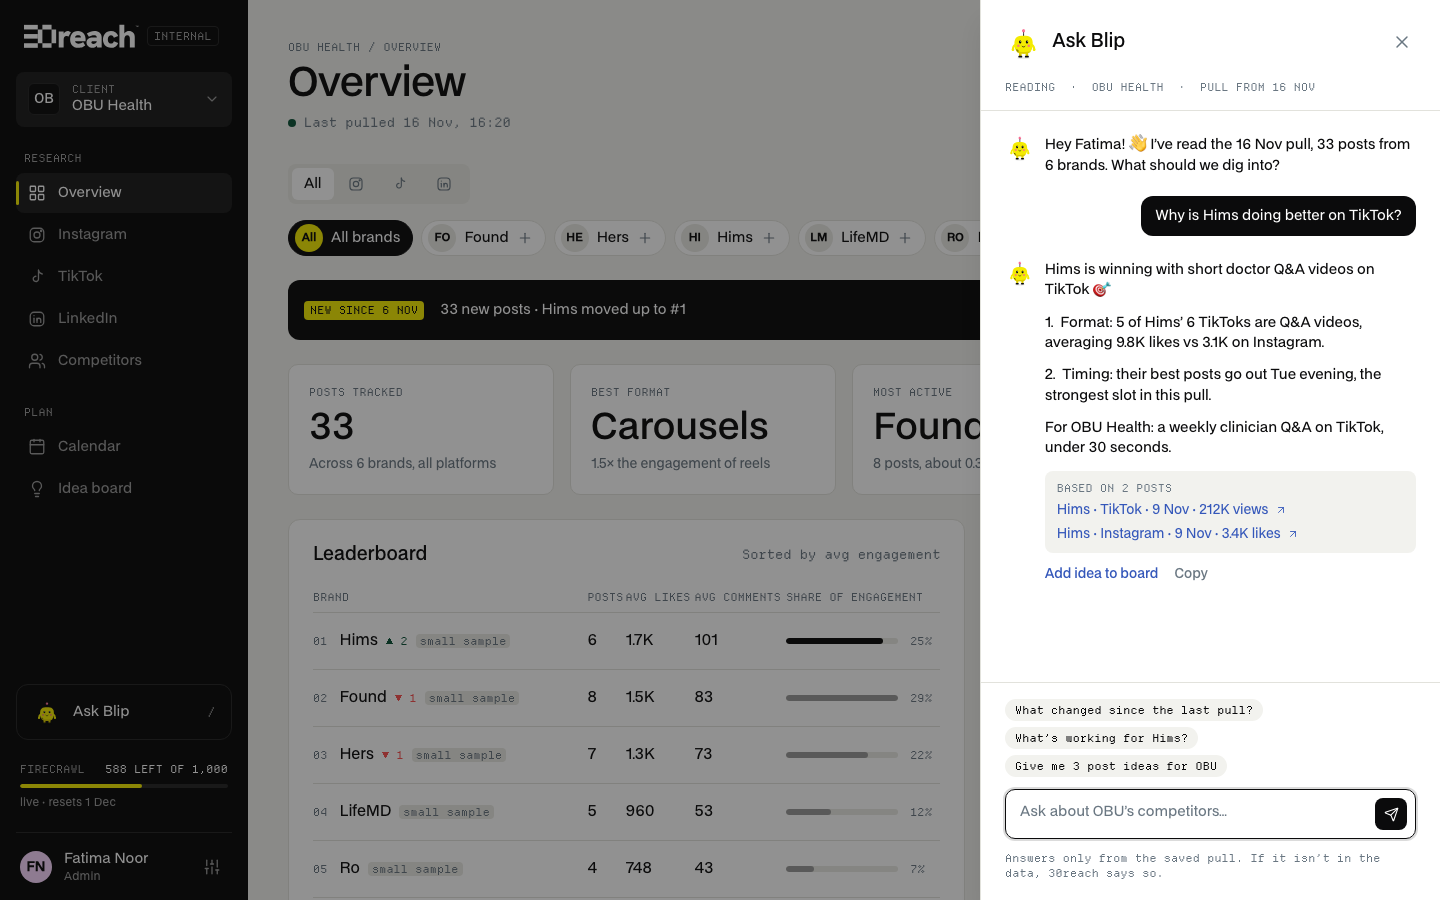 30reach INTERNAL
OB CLIENT
OBU Health
RESEARCH
Overview
Instagram
TikTok
LinkedIn
Competitors
PLAN
Calendar
Idea board
Ask Blip /
FIRECRAWL 588 LEFT OF 1,000
live · resets 1 Dec
FN Fatima Noor
Admin
OBU HEALTH / OVERVIEW
Overview
Last pulled 16 Nov, 16:20
All
All All brands FO Found + HE Hers + HI Hims + LM LifeMD + RO
NEW SINCE 6 NOV 33 new posts · Hims moved up to #1
POSTS TRACKED
33
Across 6 brands, all platforms
BEST FORMAT
Carousels
1.5× the engagement of reels
MOST ACTIVE
Found
8 posts, about 0.3
Leaderboard Sorted by avg engagement
BRAND POSTS AVG LIKES AVG COMMENTS SHARE OF ENGAGEMENT
01 Hims ▲ 2 small sample 6 1.7K 101 25%
02 Found ▼ 1 small sample 8 1.5K 83 29%
03 Hers ▼ 1 small sample 7 1.3K 73 22%
04 LifeMD small sample 5 960 53 12%
05 Ro small sample 4 748 43 7%
Ask Blip
READING · OBU HEALTH · PULL FROM 16 NOV
Hey Fatima! 👋 I’ve read the 16 Nov pull, 33 posts from
6 brands. What should we dig into?
Why is Hims doing better on TikTok?
Hims is winning with short doctor Q&A videos on
TikTok 🎯
1. Format: 5 of Hims’ 6 TikToks are Q&A videos,
averaging 9.8K likes vs 3.1K on Instagram.
2. Timing: their best posts go out Tue evening, the
strongest slot in this pull.
For OBU Health: a weekly clinician Q&A on TikTok,
under 30 seconds.
BASED ON 2 POSTS
Hims · TikTok · 9 Nov · 212K views ↗
Hims · Instagram · 9 Nov · 3.4K likes ↗
Add idea to board Copy
What changed since the last pull?
What’s working for Hims?
Give me 3 post ideas for OBU
Ask about OBU’s competitors…
Answers only from the saved pull. If it isn’t in the
data, 30reach says so.